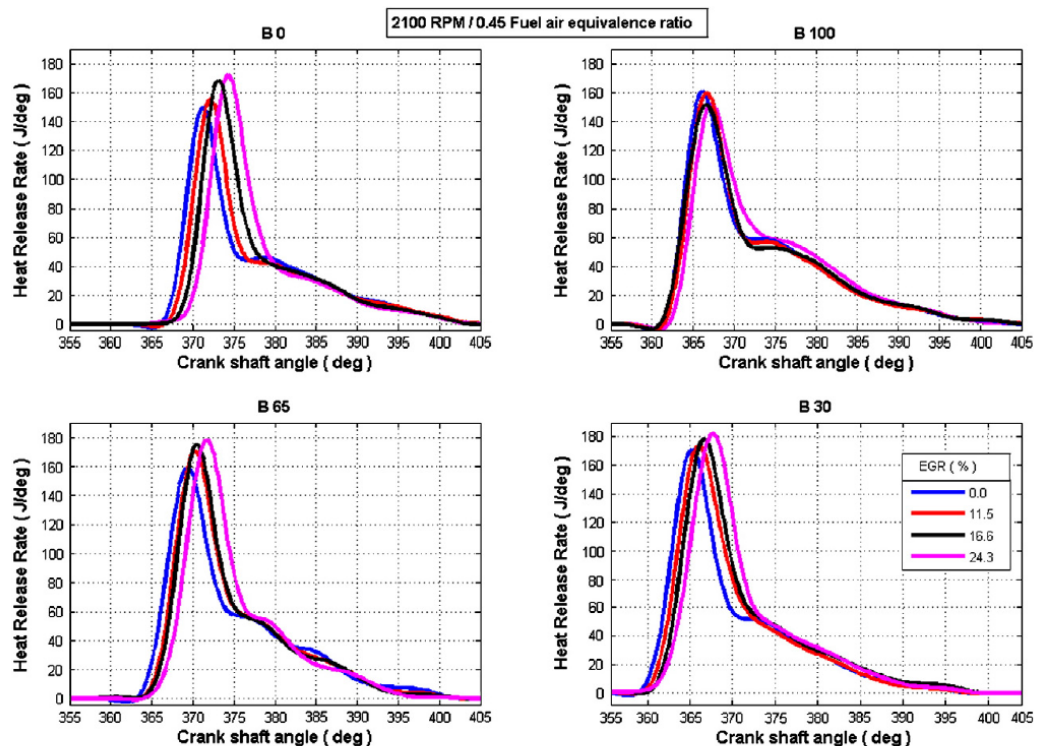 2100 RPM / 0.45 Fuel air equivalence ratio
B 0
180
160
140
120
100
80
60
40
20
0
Heat Release Rate ( J/deg )
355 360 365 370 375 380 385 390 395 400 405
Crank shaft angle ( deg )
B 100
180
160
140
120
100
80
60
40
20
0
Heat Release Rate ( J/deg )
355 360 365 370 375 380 385 390 395 400 405
Crank shaft angle ( deg )
B 65
180
160
140
120
100
80
60
40
20
0
Heat Release Rate ( J/deg )
355 360 365 370 375 380 385 390 395 400 405
Crank shaft angle ( deg )
B 30
180
160
140
120
100
80
60
40
20
0
Heat Release Rate ( J/deg )
355 360 365 370 374 380 384 390 394 400 404
Crank shaft angle ( deg )
EGR ( % )
0.0
11.5
16.6
24.3